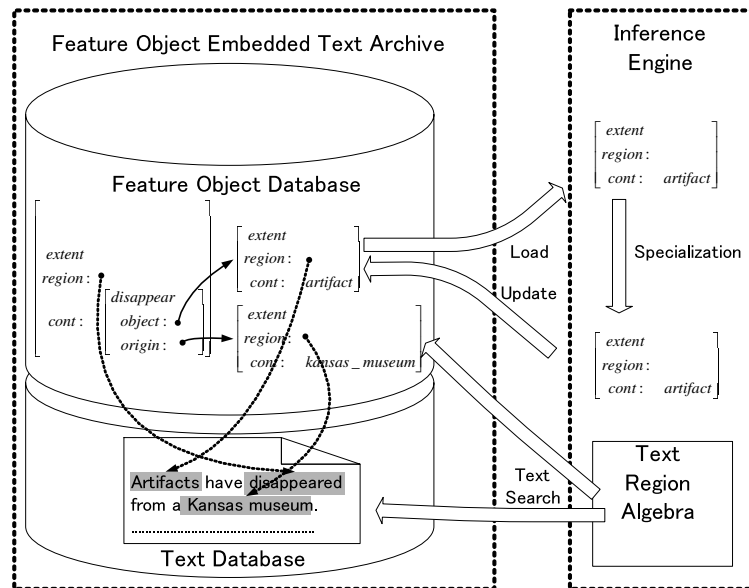 Feature Object Embedded Text Archive
Feature Object Database
extent
region:
cont:
disappear
object:
origin:
extent
region:
cont: artifact
extent
region:
cont: kansas_museum
Artifacts have disappeared
from a Kansas museum.
Text Database
Load
Update
Text
Search
Inference
Engine
extent
region:
cont: artifact
Specialization
extent
region:
cont: artifact
Text
Region
Algebra